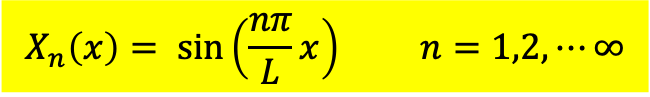 Xₙ(x) = sin(nπ/L x) n = 1,2, ⋯ ∞